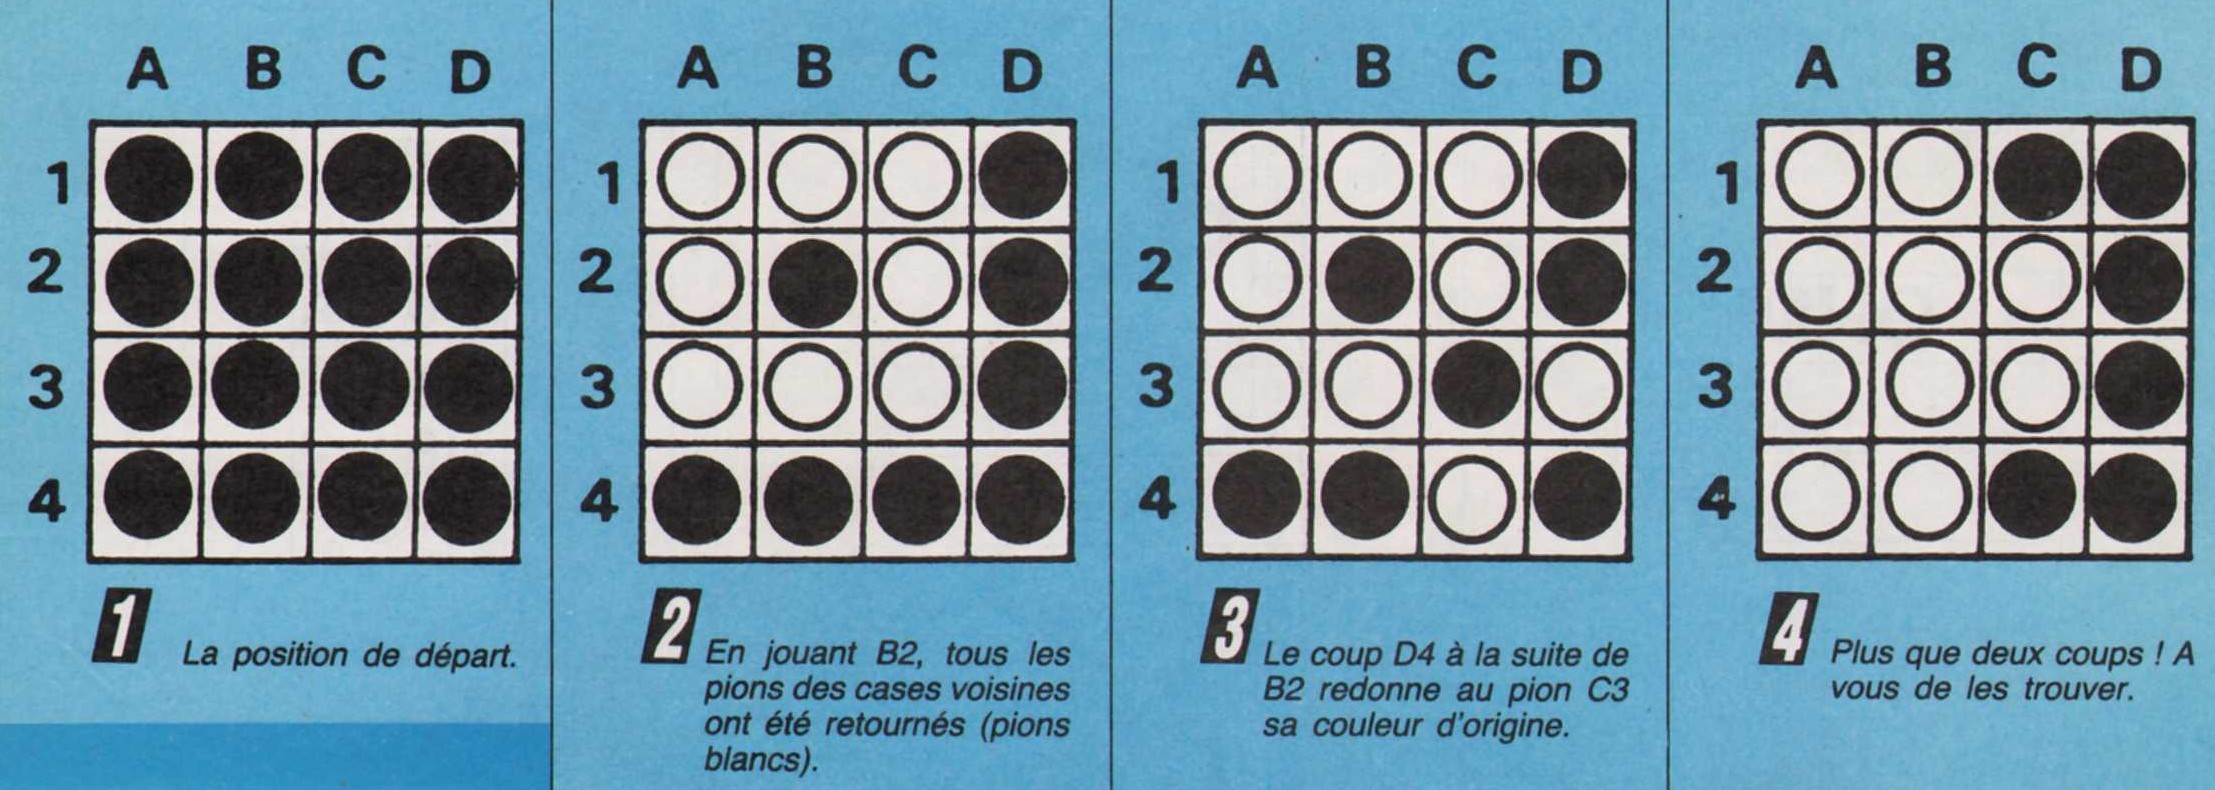 A B C D
1
2
3
4
1 La position de départ.
A B C D
1
2
3
4
2 En jouant B2, tous les
pions des cases voisines
ont été retournés (pions
blancs).
A B C D
1
2
3
4
3 Le coup D4 à la suite de
B2 redonne au pion C3
sa couleur d'origine.
A B C D
1
2
3
4
4 Plus que deux coups ! A
vous de les trouver.